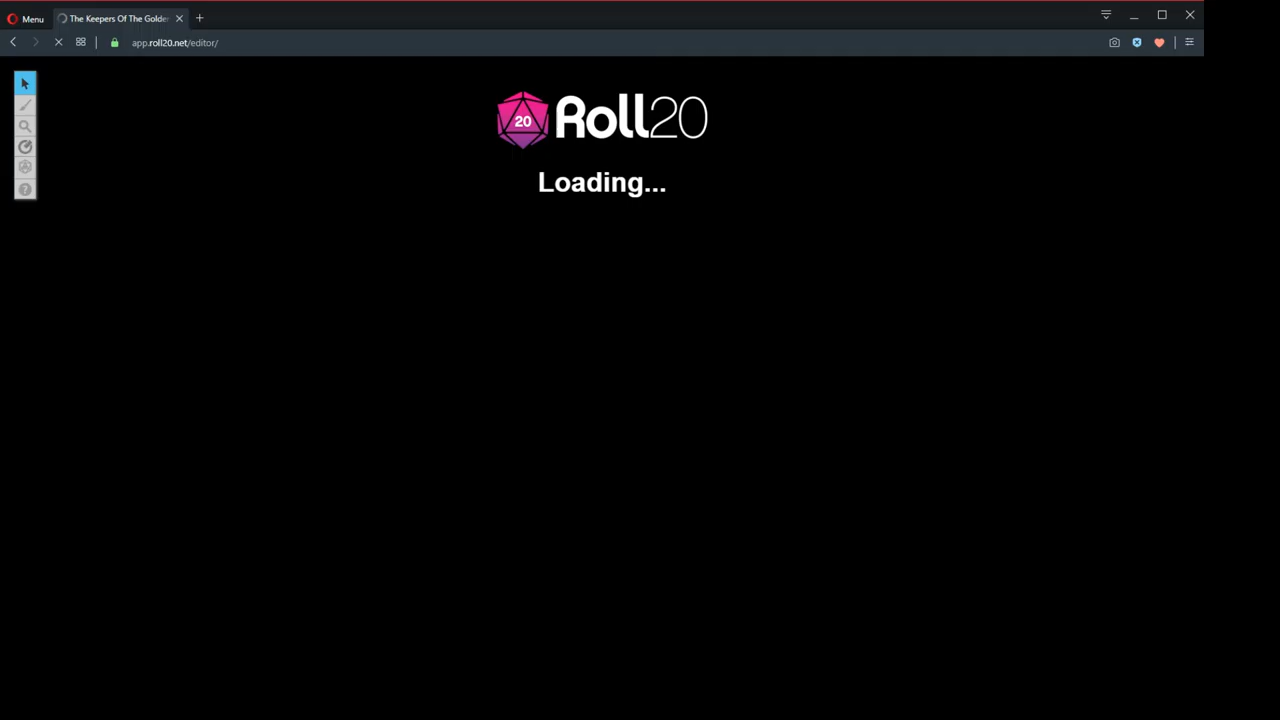 Menu
The Keepers Of The Golden
app.roll20.net/editor/
20 Roll20
Loading...
?